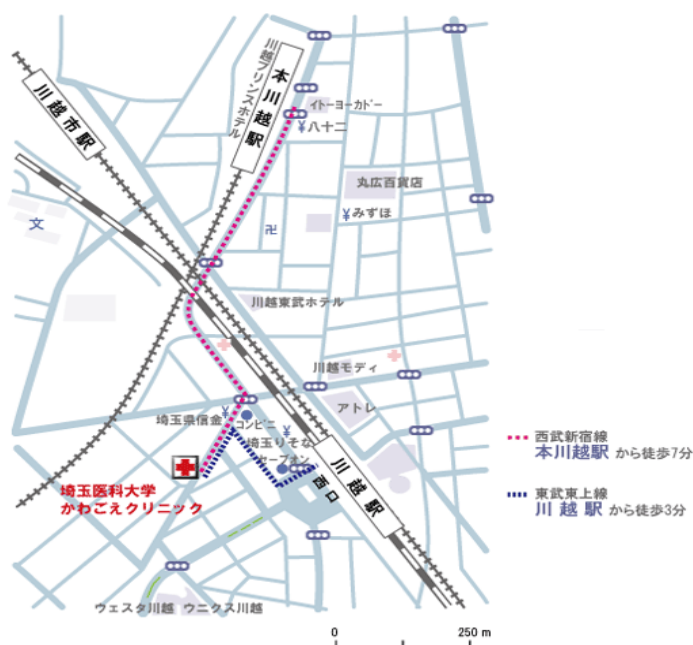 川越市駅
川越プリンスホテル
本川越駅
イトーヨーカドー
¥八十二
丸広百貨店
¥みずほ
文
卍
川越東武ホテル
川越モディ
アトレ
埼玉県信金
¥
コンビニ
¥
埼玉りそな
セーブオン
川越駅
西口
埼玉医科大学
かわごえクリニック
ウェスタ川越
ウニクス川越
西武新宿線
本川越駅 から徒歩7分
東武東上線
川越駅 から徒歩3分
0
250 m